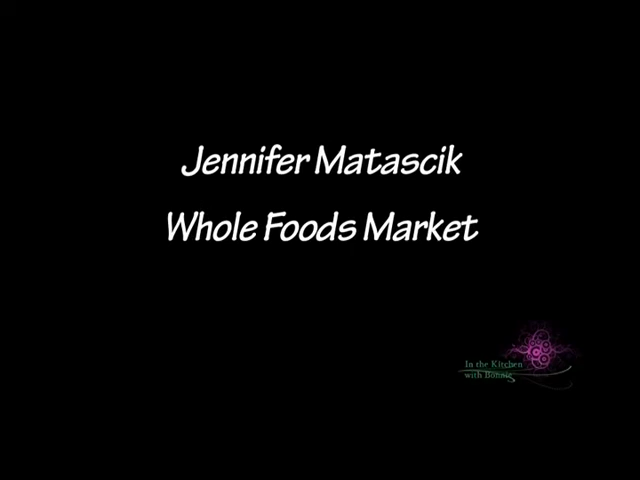 Jennifer Matascik
Whole Foods Market
In the Kitchen
with Bonnie